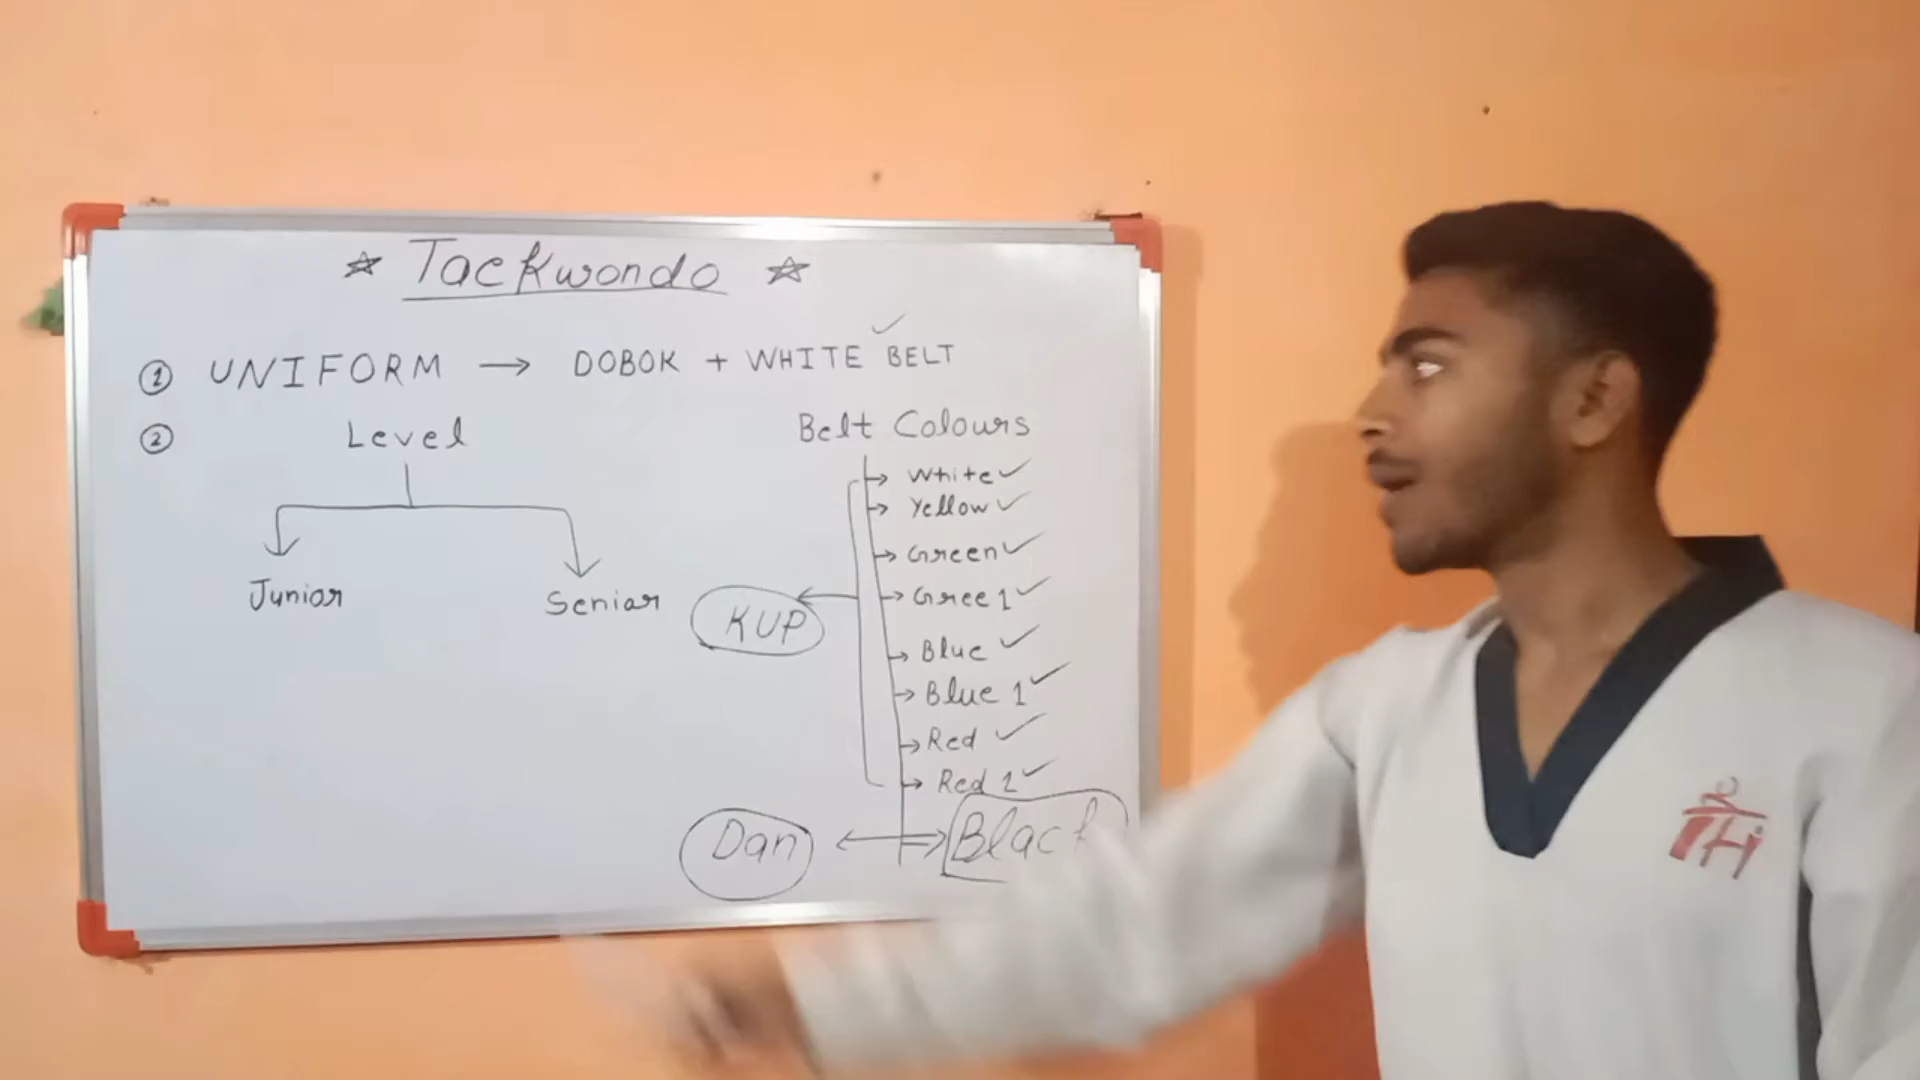 ☆ Taekwondo ☆
① UNIFORM → DOBOK + WHITE BELT
② Level
Junior
Senior
Belt Colours
White ✓
Yellow ✓
Green ✓
Gree 1 ✓
Blue ✓
Blue 1 ✓
Red ✓
Red 1 ✓
KUP
Dan
Black